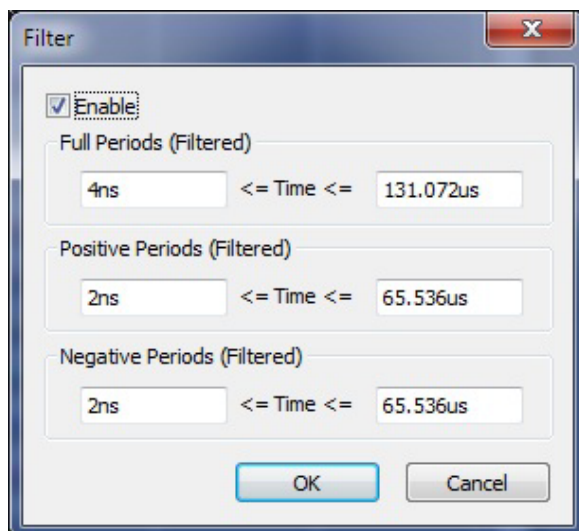 Filter
Enable
Full Periods (Filtered)
4ns <= Time <= 131.072us
Positive Periods (Filtered)
2ns <= Time <= 65.536us
Negative Periods (Filtered)
2ns <= Time <= 65.536us
OK Cancel